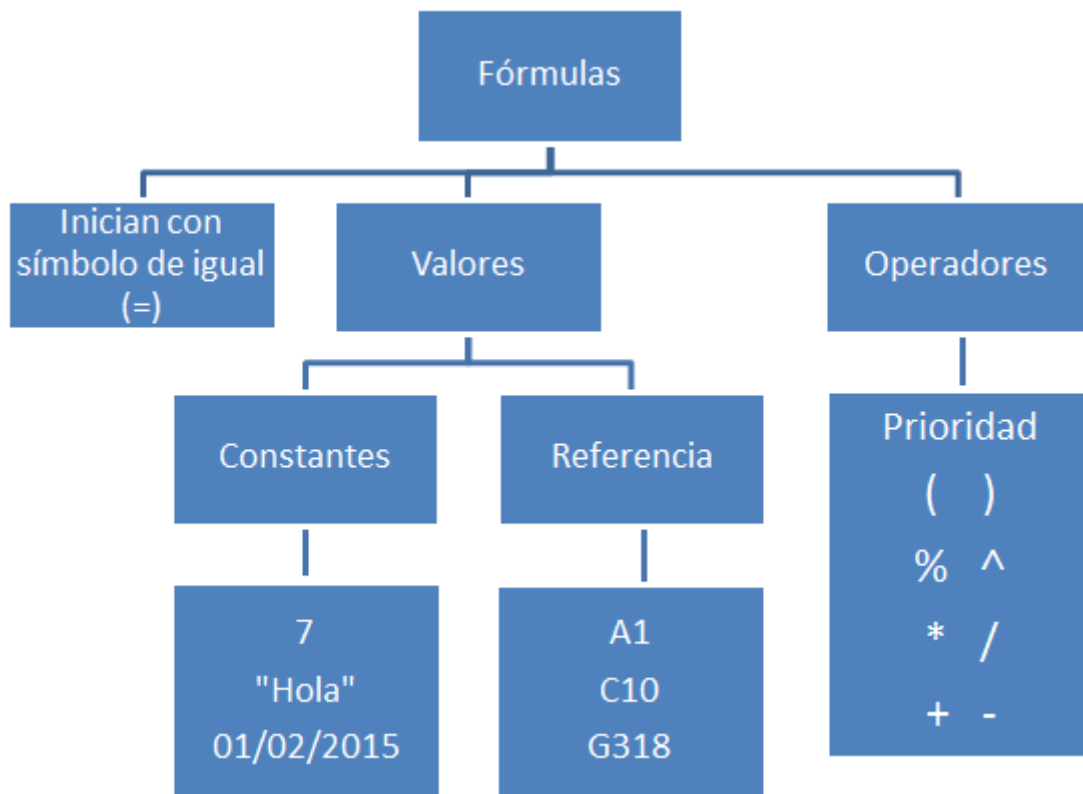 Fórmulas
Inician con
símbolo de igual
(=)
Valores
Operadores
Constantes
Referencia
7
"Hola"
01/02/2015
A1
C10
G318
Prioridad
( )
% ^
* /
+ -